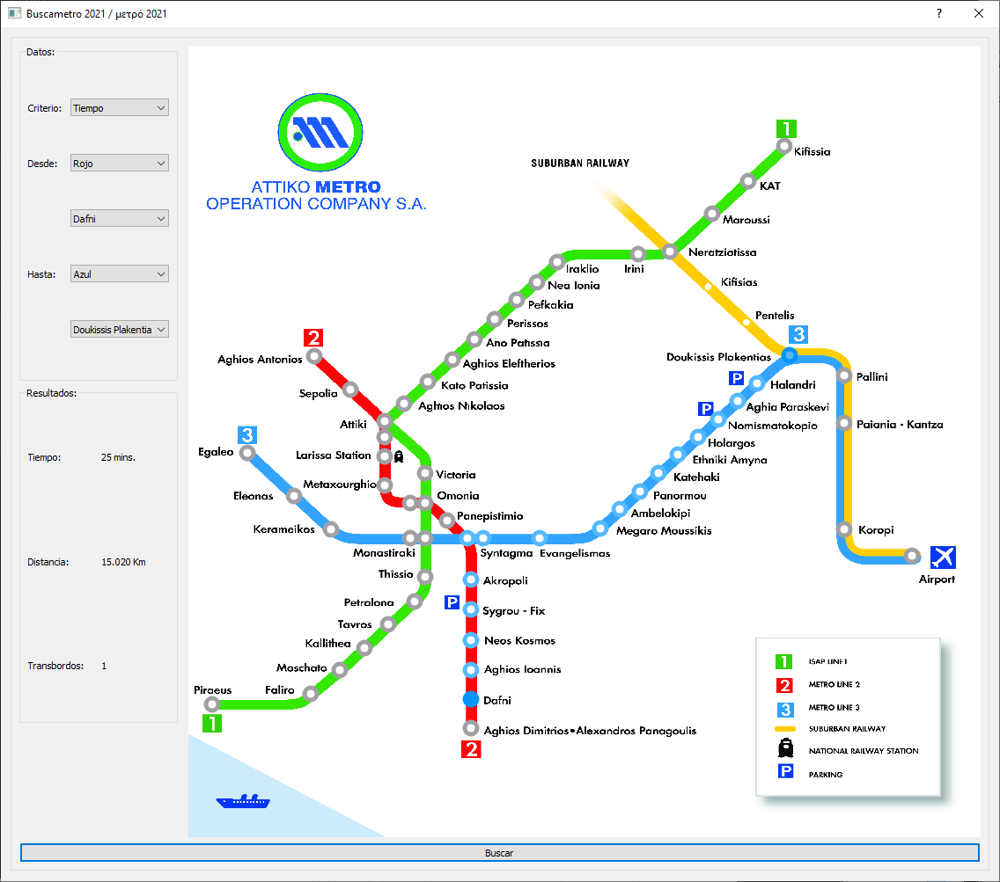 Buscametro 2021 / μετρό 2021
?
Datos:
Criterio:
Tiempo
Desde:
Rojo
Dafni
Hasta:
Azul
Doukissis Plakentia
Resultados:
Tiempo:
25 mins.
Distancia:
15.020 Km
Transbordos:
1
ATTIKO METRO
OPERATION COMPANY S.A.
SUBURBAN RAILWAY
1
Kifissia
KAT
Maroussi
Neratziotissa
Irini
Iraklio
Nea Ionia
Pefkakia
Perissos
Ano Patissia
Aghios Eleftherios
Kato Patissia
Aghios Nikolaos
Kifisias
Pentelis
3
Doukissis Plakentias
P
Halandri
Pallini
P
Aghia Paraskevi
Nomismatokopio
Paiania - Kantza
Holargos
Ethniki Amyna
Katehaki
Panormou
Ambelokipi
Megaro Moussikis
Koropi
Airport
2
Aghios Antonios
Sepolia
Attiki
3
Egaleo
Larissa Station
Victoria
Eleonas
Metaxourghio
Omonia
Panepistimio
Kerameikos
Monastiraki
Syntagma
Evangelismos
Thissio
Akropoli
Petralona
P
Sygrou - Fix
Tavros
Kallithea
Neos Kosmos
Moschato
Aghios Ioannis
Piraeus
Faliro
Dafni
1
Aghios Dimitrios•Alexandros Panagoulis
2
1
ISAP LINE 1
2
METRO LINE 2
3
METRO LINE 3
SUBURBAN RAILWAY
NATIONAL RAILWAY STATION
P
PARKING
Buscar